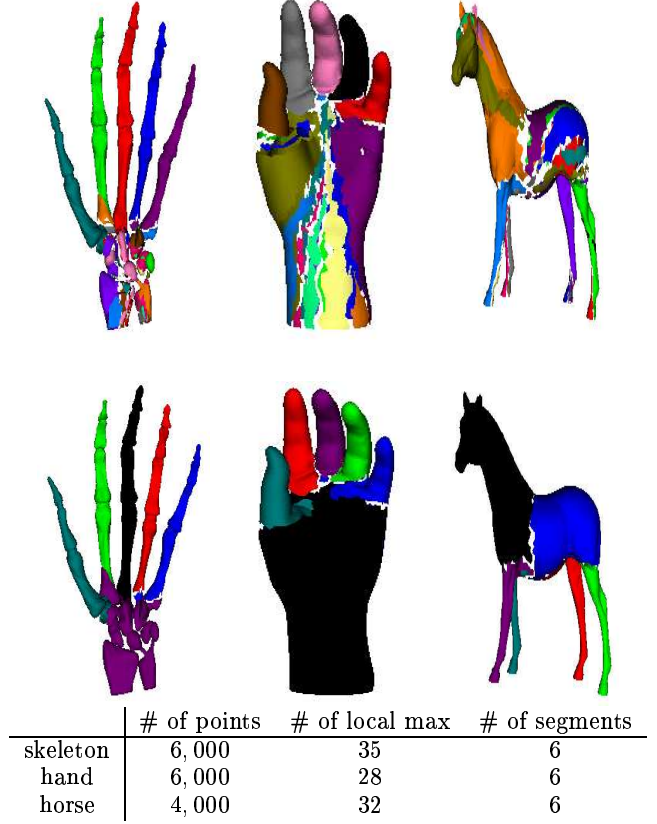 # of points # of local max # of segments
skeleton 6, 000 35 6
hand 6, 000 28 6
horse 4, 000 32 6